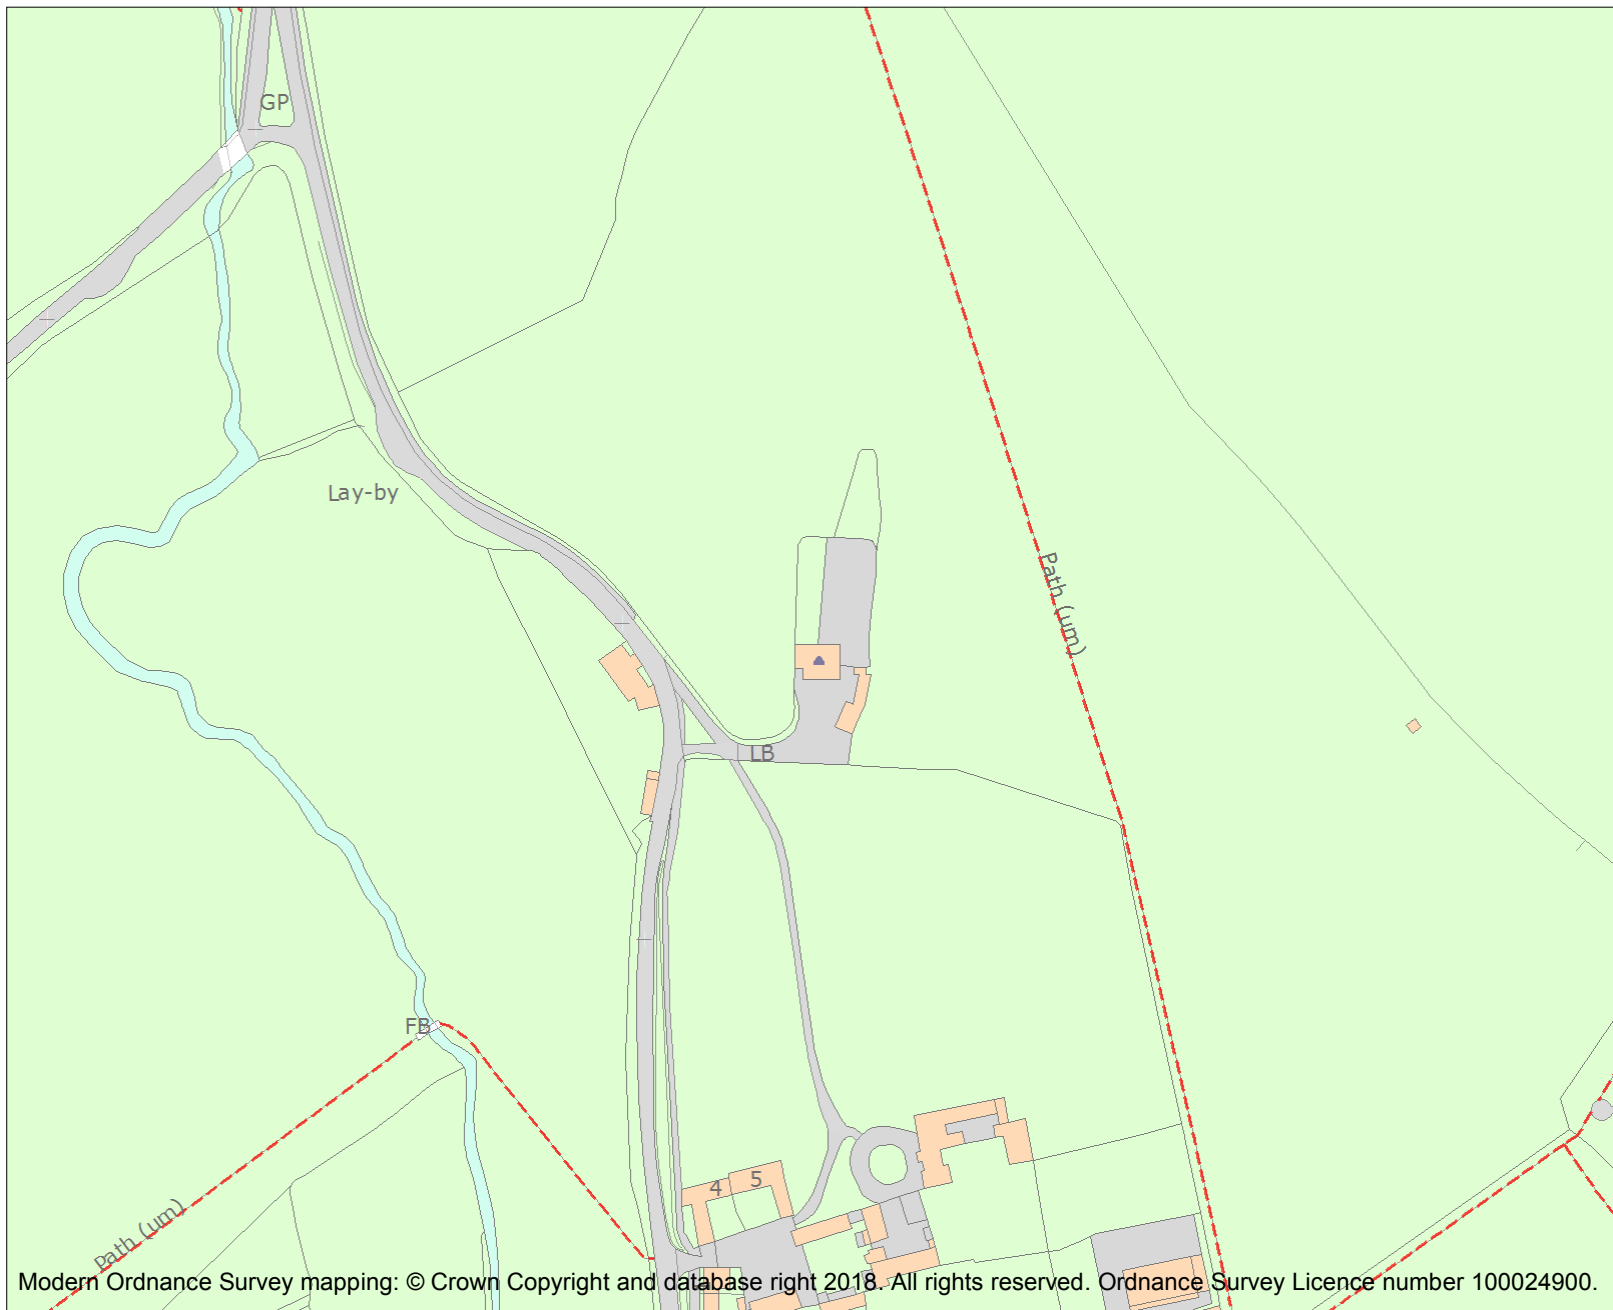 GP
Lay-by
Path (um)
LB
FB
4
5
Path (um)
Modern Ordnance Survey mapping: © Crown Copyright and database right 2018. All rights reserved. Ordnance Survey Licence number 100024900.